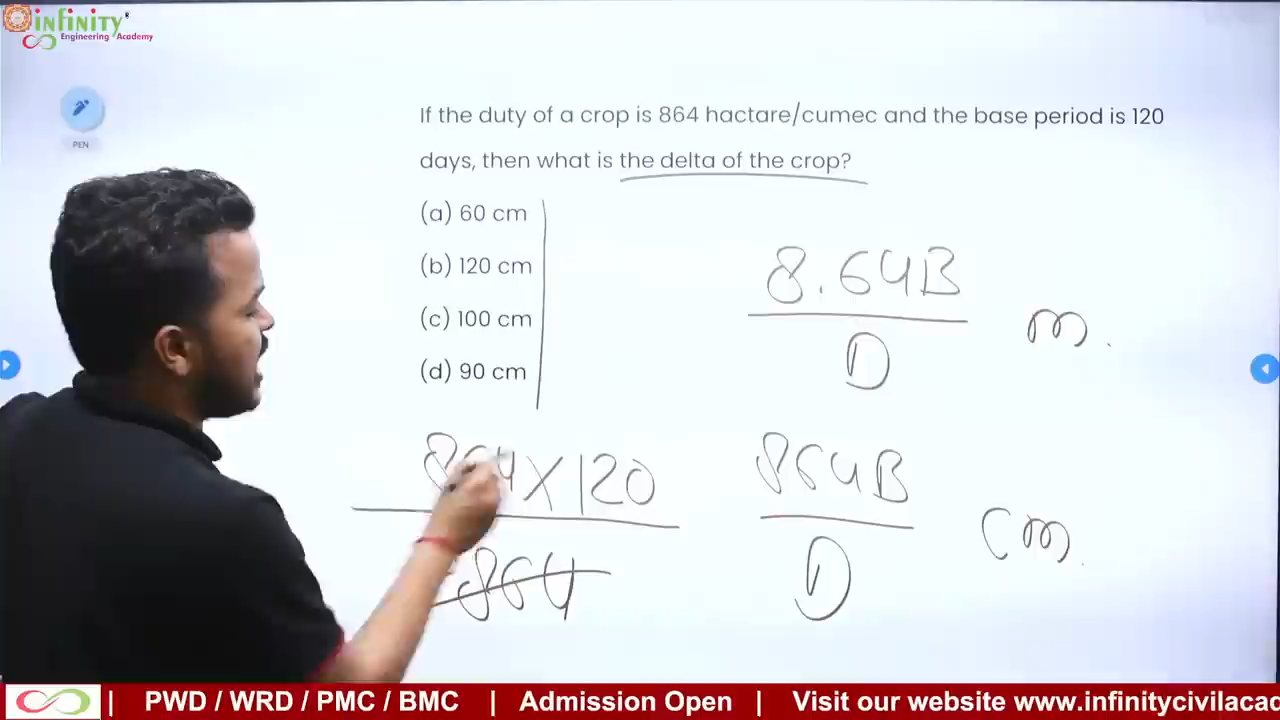 infinity
Engineering Academy
PEN
If the duty of a crop is 864 hactare/cumec and the base period is 120
days, then what is the delta of the crop?
(a) 60 cm
(b) 120 cm
(c) 100 cm
(d) 90 cm
8.64B
D
m.
864 X 120
864
864B
D
cm.
| PWD / WRD / PMC / BMC | Admission Open | Visit our website www.infinitycivilacad